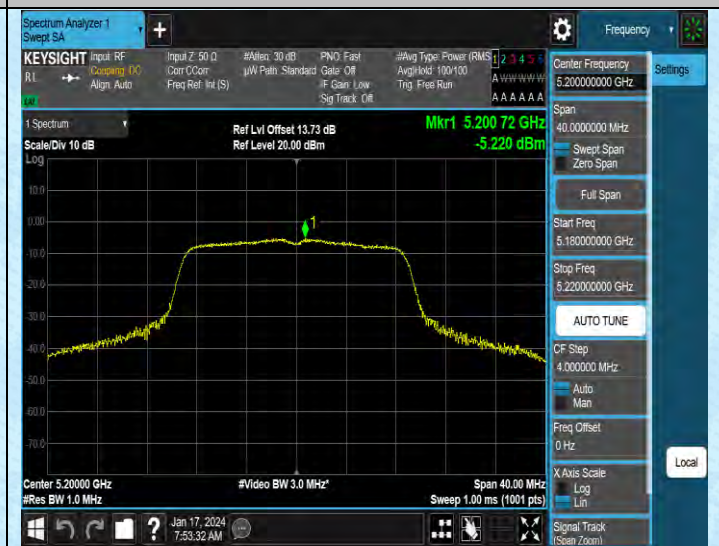 Spectrum Analyzer 1
Swept SA
+
Frequency
KEYSIGHT
RL
Input: RF
Coupling: DC
Align: Auto
Input Z: 50 Ω
Corr CCorr
Freq Ref: Int (S)
#Atten: 30 dB
µW Path: Standard
PNO: Fast
Gate: Off
IF Gain: Low
Sig Track: Off
#Avg Type: Power (RMS
Avg|Hold: 100/100
Trig: Free Run
1 2 3 4 5 6
A W W W W W
A A A A A A
1 Spectrum
Scale/Div 10 dB
Log
Ref Lvl Offset 13.73 dB
Ref Level 20.00 dBm
Mkr1 5.200 72 GHz
-5.220 dBm
10.0
0.00
-10.0
-20.0
-30.0
-40.0
-50.0
-60.0
-70.0
1
Center 5.20000 GHz
#Res BW 1.0 MHz
#Video BW 3.0 MHz*
Span 40.00 MHz
Sweep 1.00 ms (1001 pts)
Center Frequency
5.200000000 GHz
Settings
Span
40.0000000 MHz
Swept Span
Zero Span
Full Span
Start Freq
5.180000000 GHz
Stop Freq
5.220000000 GHz
AUTO TUNE
CF Step
4.000000 MHz
Auto
Man
Freq Offset
0 Hz
X Axis Scale
Log
Lin
Local
Signal Track
(Span Zoom)
?
Jan 17, 2024
7:53:32 AM